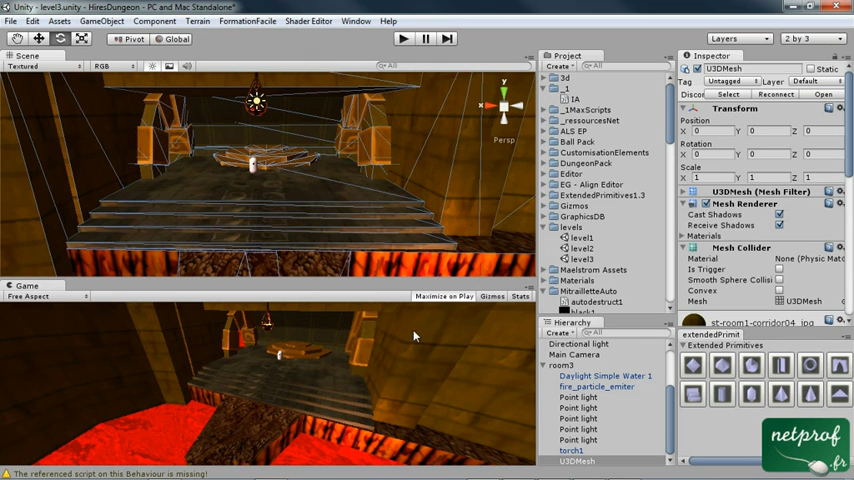 Unity - level3.unity - HiresDungeon - PC and Mac Standalone*
File Edit Assets GameObject Component Terrain FormationFacile Shader Editor Window Help
Pivot Global Layers 2 by 3
Scene
Textured RGB All
y
x
Persp
Game
Free Aspect Maximize on Play Gizmos Stats
The referenced script on this Behaviour is missing!
Project
Create All
3d
_1
IA
_1MaxScripts
_ressourcesNet
ALS EP
Ball Pack
CustomisationElements
DungeonPack
Editor
EG - Align Editor
ExtendedPrimitives1.3
Gizmos
GraphicsDB
levels
level1
level2
level3
Maelstrom Assets
Materials
MitrailletteAuto
autodestruct1
black1
Hierarchy
Create All
Directional light
Main Camera
room3
Daylight Simple Water 1
fire_particle_emiter
Point light
Point light
Point light
Point light
Point light
torch1
U3DMesh
Inspector
U3DMesh Static
Tag Untagged Layer Default
Discor Select Reconnect Open
Transform
Position
X 0 Y 0 Z 0
Rotation
X 0 Y 0 Z 0
Scale
X 1 Y 1 Z 1
U3DMesh (Mesh Filter)
Mesh Renderer
Cast Shadows
Receive Shadows
Materials
Mesh Collider
Material None (Physic Mat
Is Trigger
Smooth Sphere Collisi
Convex
Mesh U3DMesh
st-room1-corridor04_jpg
extendedPrimit
Extended Primitives
netprof
.fr